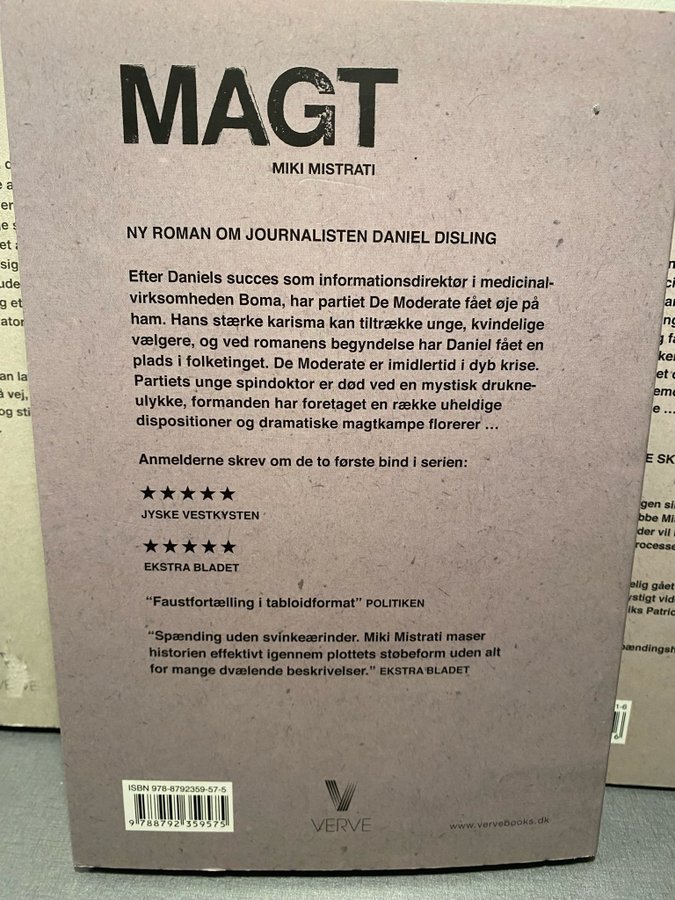 MAGT
MIKI MISTRATI
NY ROMAN OM JOURNALISTEN DANIEL DISLING
Efter Daniels succes som informationsdirektør i medicinal-
virksomheden Boma, har partiet De Moderate fået øje på
ham. Hans stærke karisma kan tiltrække unge, kvindelige
vælgere, og ved romanens begyndelse har Daniel fået en
plads i folketinget. De Moderate er imidlertid i dyb krise.
Partiets unge spindoktor er død ved en mystisk drukne-
ulykke, formanden har foretaget en række uheldige
dispositioner og dramatiske magtkampe florerer ...
Anmelderne skrev om de to første bind i serien:
★★★★★
JYSKE VESTKYSTEN
★★★★★
EKSTRA BLADET
“Faustfortælling i tabloidformat” POLITIKEN
“Spænding uden svinkeærinder. Miki Mistrati maser
historien effektivt igennem plottets støbeform uden alt
for mange dvælende beskrivelser.” EKSTRA BLADET
ISBN 978-8792359-57-5
9 788792 359575
VERVE
www.vervebooks.dk